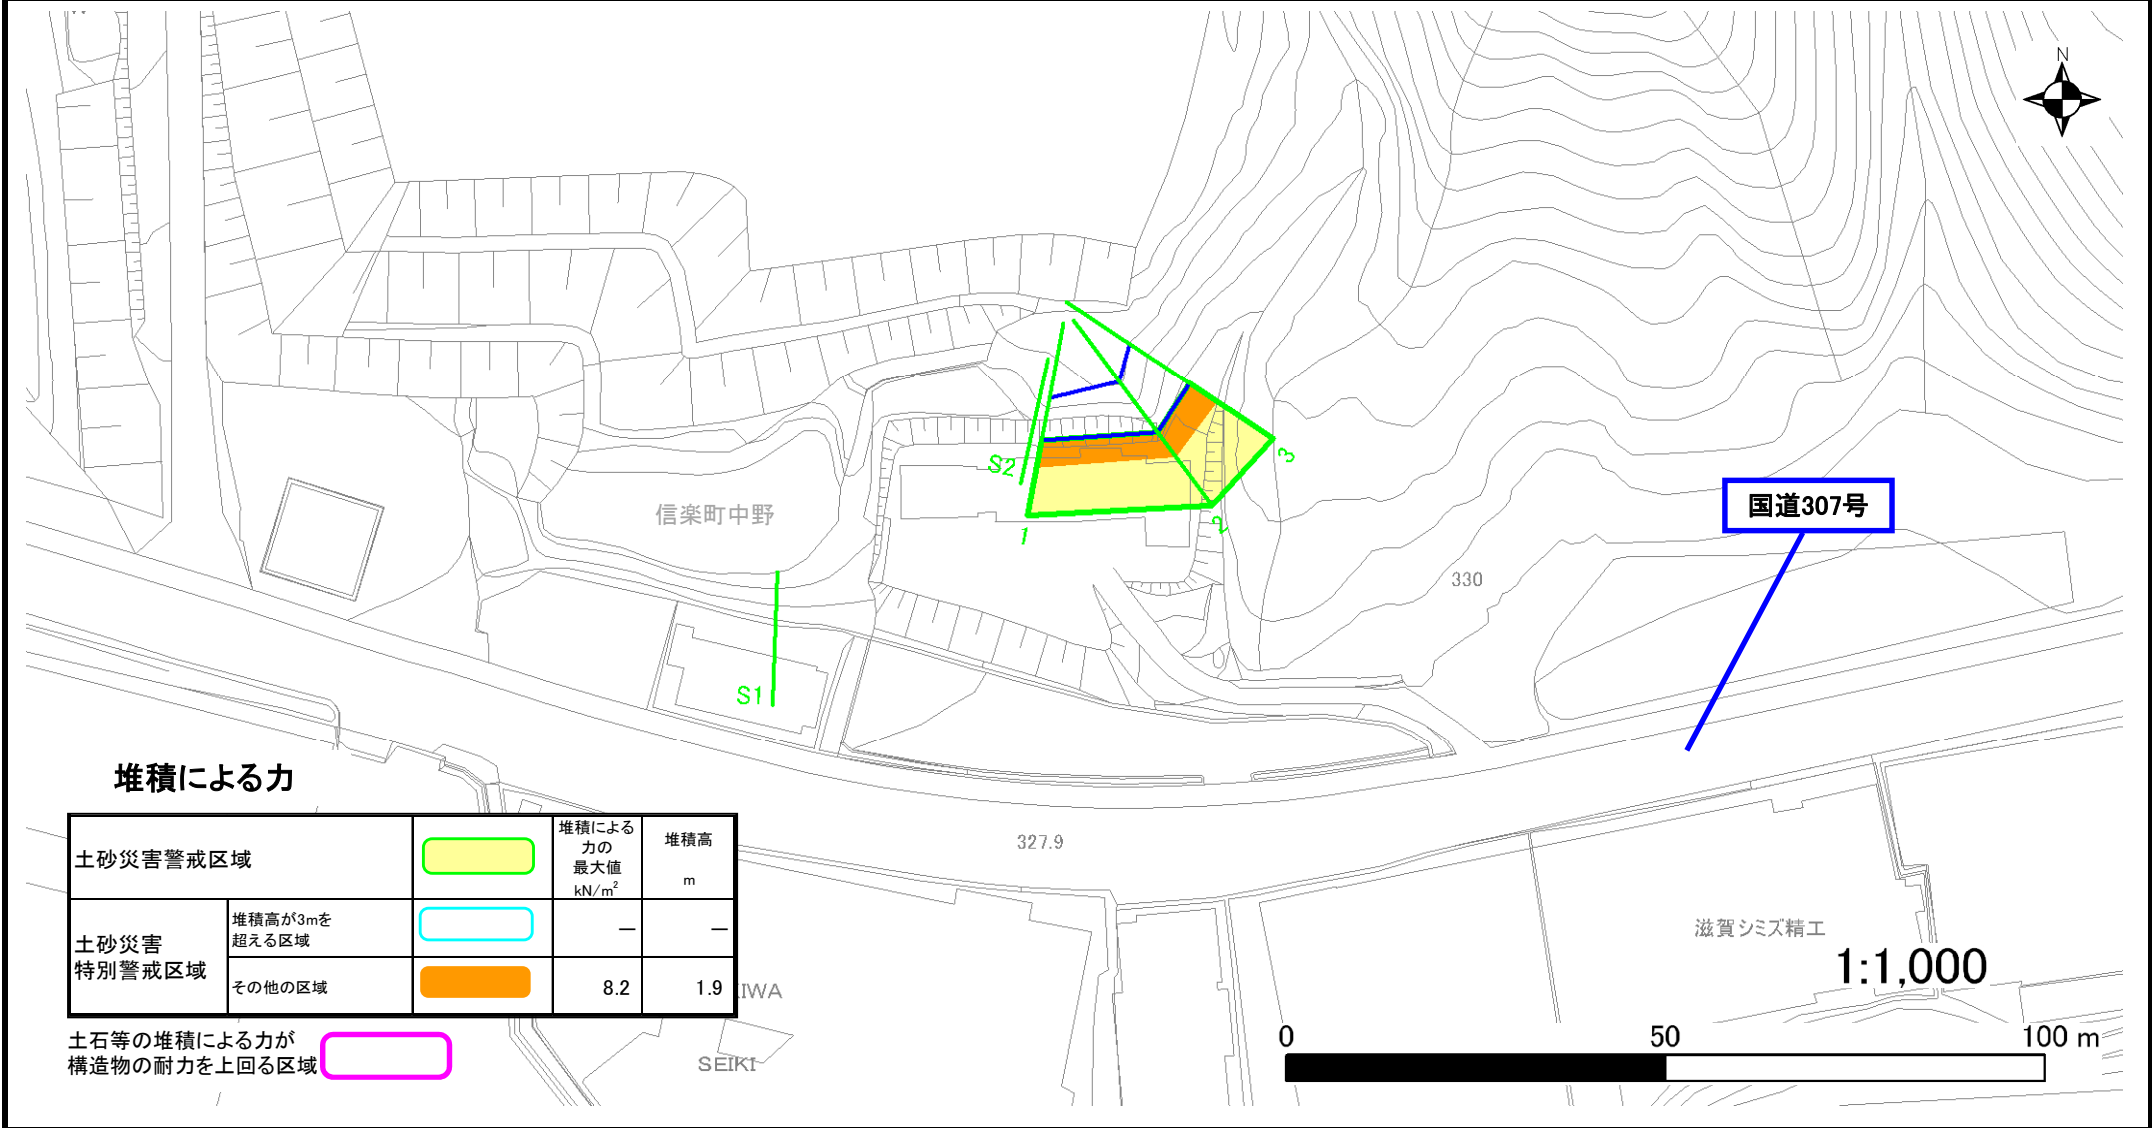 N
S2
1
2
3
信楽町中野
国道307号
330
S1
堆積による力
土砂災害警戒区域
堆積による
力の
最大値
kN/m²
堆積高
m
土砂災害
特別警戒区域
堆積高が3mを
超える区域
—
—
その他の区域
8.2
1.9
327.9
滋賀シミズ精工
1:1,000
IWA
SEIKI
土石等の堆積による力が
構造物の耐力を上回る区域
0 50 100 m